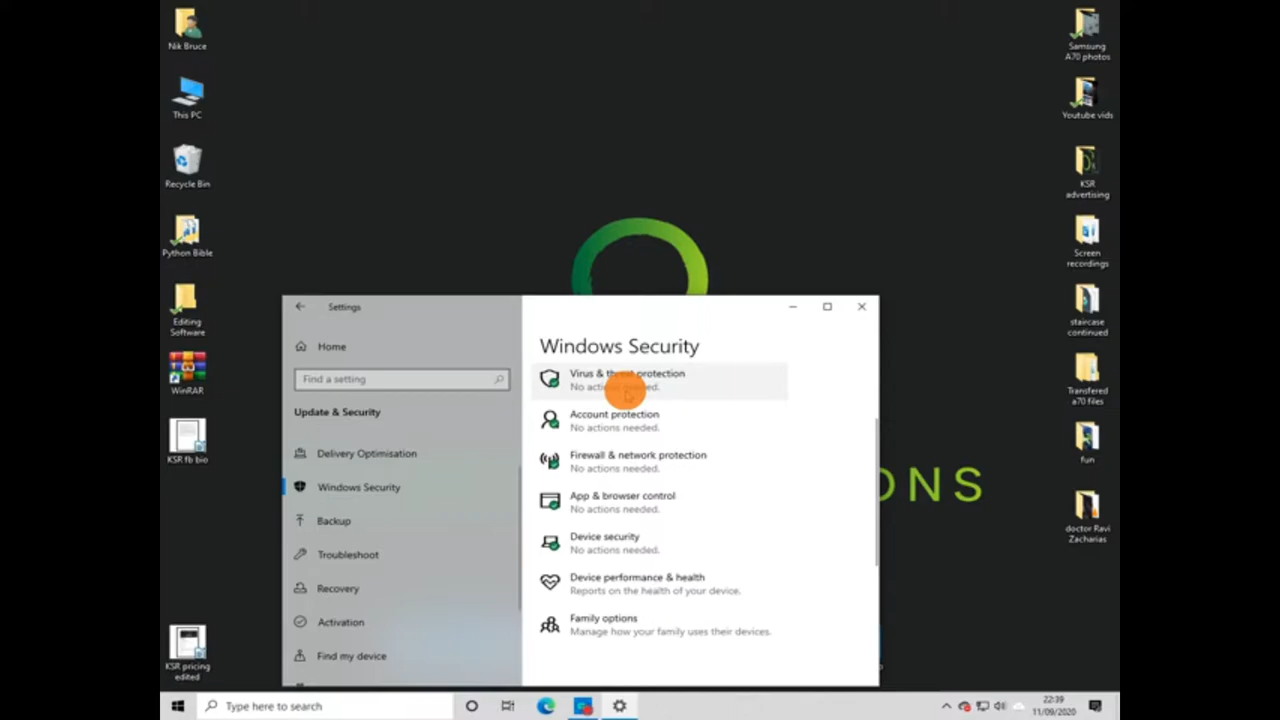 Nik Bruce
This PC
Recycle Bin
Python Bible
Editing
Software
WinRAR
KSR fb bio
KSR pricing
edited
Samsung
A70 photos
Youtube vids
KSR
advertising
Screen
recordings
staircase
continued
Transfered
a70 files
fun
doctor Ravi
Zacharias
ONS
Settings
Home
Find a setting
Update & Security
Delivery Optimisation
Windows Security
Backup
Troubleshoot
Recovery
Activation
Find my device
Windows Security
Virus & threat protection
No actions needed.
Account protection
No actions needed.
Firewall & network protection
No actions needed.
App & browser control
No actions needed.
Device security
No actions needed.
Device performance & health
Reports on the health of your device.
Family options
Manage how your family uses their devices.
Type here to search
22:39
11/09/2020